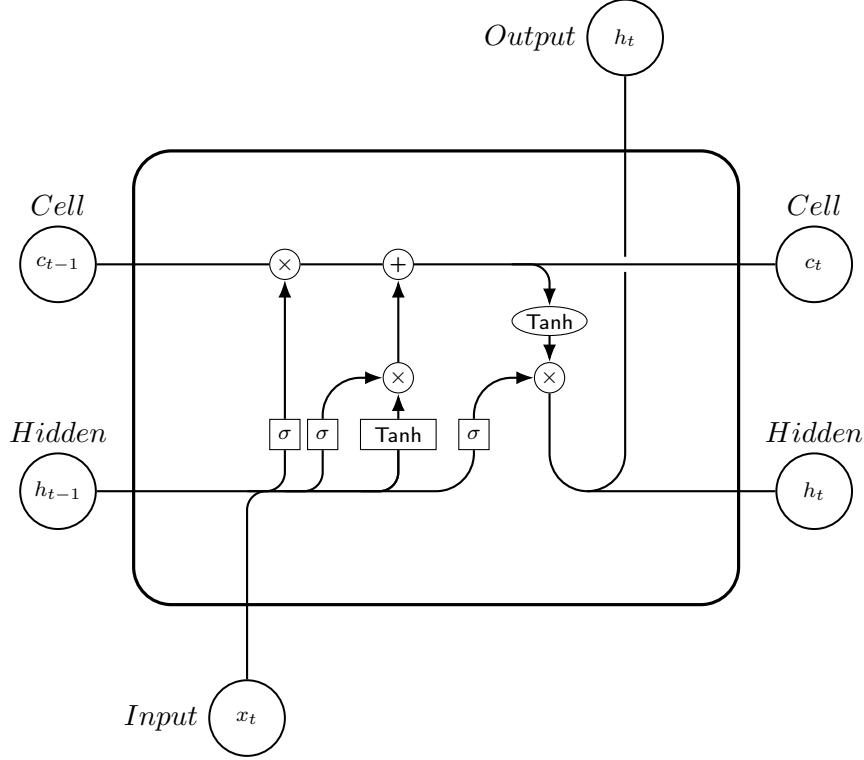 Output h_t
Cell Cell
c_{t-1} × + c_t
Tanh
× ×
Hidden σ σ Tanh σ Hidden
h_{t-1} h_t
Input x_t